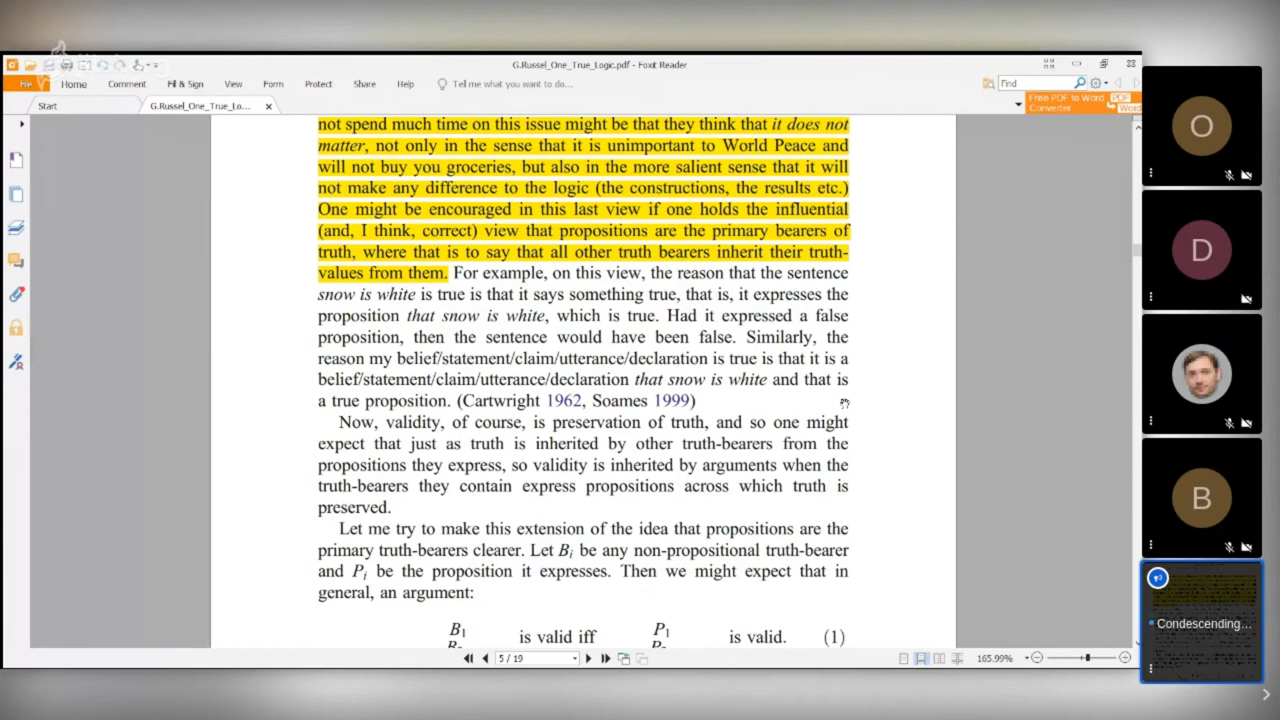 G.Russel_One_True_Logic.pdf - Foxit Reader
Home Comment Fill & Sign View Form Protect Share Help Tell me what you want to do... Find
Start G.Russel_One_True_Lo...
Free PDF to Word
Converter
PDF
Word
not spend much time on this issue might be that they think that it does not
matter, not only in the sense that it is unimportant to World Peace and
will not buy you groceries, but also in the more salient sense that it will
not make any difference to the logic (the constructions, the results etc.)
One might be encouraged in this last view if one holds the influential
(and, I think, correct) view that propositions are the primary bearers of
truth, where that is to say that all other truth bearers inherit their truth-
values from them. For example, on this view, the reason that the sentence
snow is white is true is that it says something true, that is, it expresses the
proposition that snow is white, which is true. Had it expressed a false
proposition, then the sentence would have been false. Similarly, the
reason my belief/statement/claim/utterance/declaration is true is that it is a
belief/statement/claim/utterance/declaration that snow is white and that is
a true proposition. (Cartwright 1962, Soames 1999)
Now, validity, of course, is preservation of truth, and so one might
expect that just as truth is inherited by other truth-bearers from the
propositions they express, so validity is inherited by arguments when the
truth-bearers they contain express propositions across which truth is
preserved.
Let me try to make this extension of the idea that propositions are the
primary truth-bearers clearer. Let Bi be any non-propositional truth-bearer
and Pi be the proposition it expresses. Then we might expect that in
general, an argument:
B1 is valid iff P1 is valid. (1)
5 / 19
165.99%
O
D
B
Condescending...